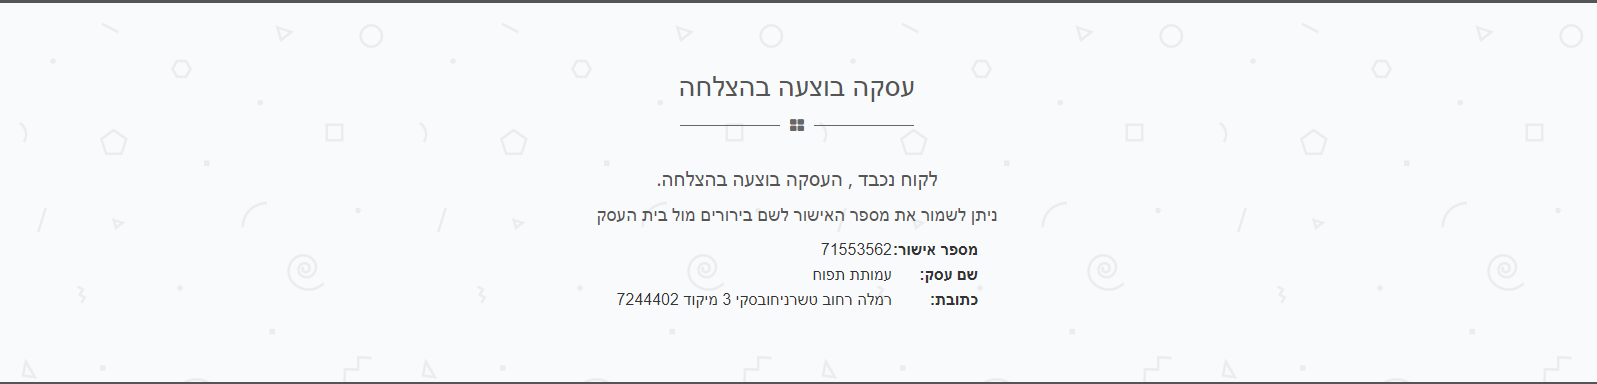 עסקה בוצעה בהצלחה
לקוח נכבד , העסקה בוצעה בהצלחה.
ניתן לשמור את מספר האישור לשם בירורים מול בית העסק
מספר אישור: 71553562
שם עסק: עמותת תפוח
כתובת: רמלה רחוב טשרניחובסקי 3 מיקוד 7244402